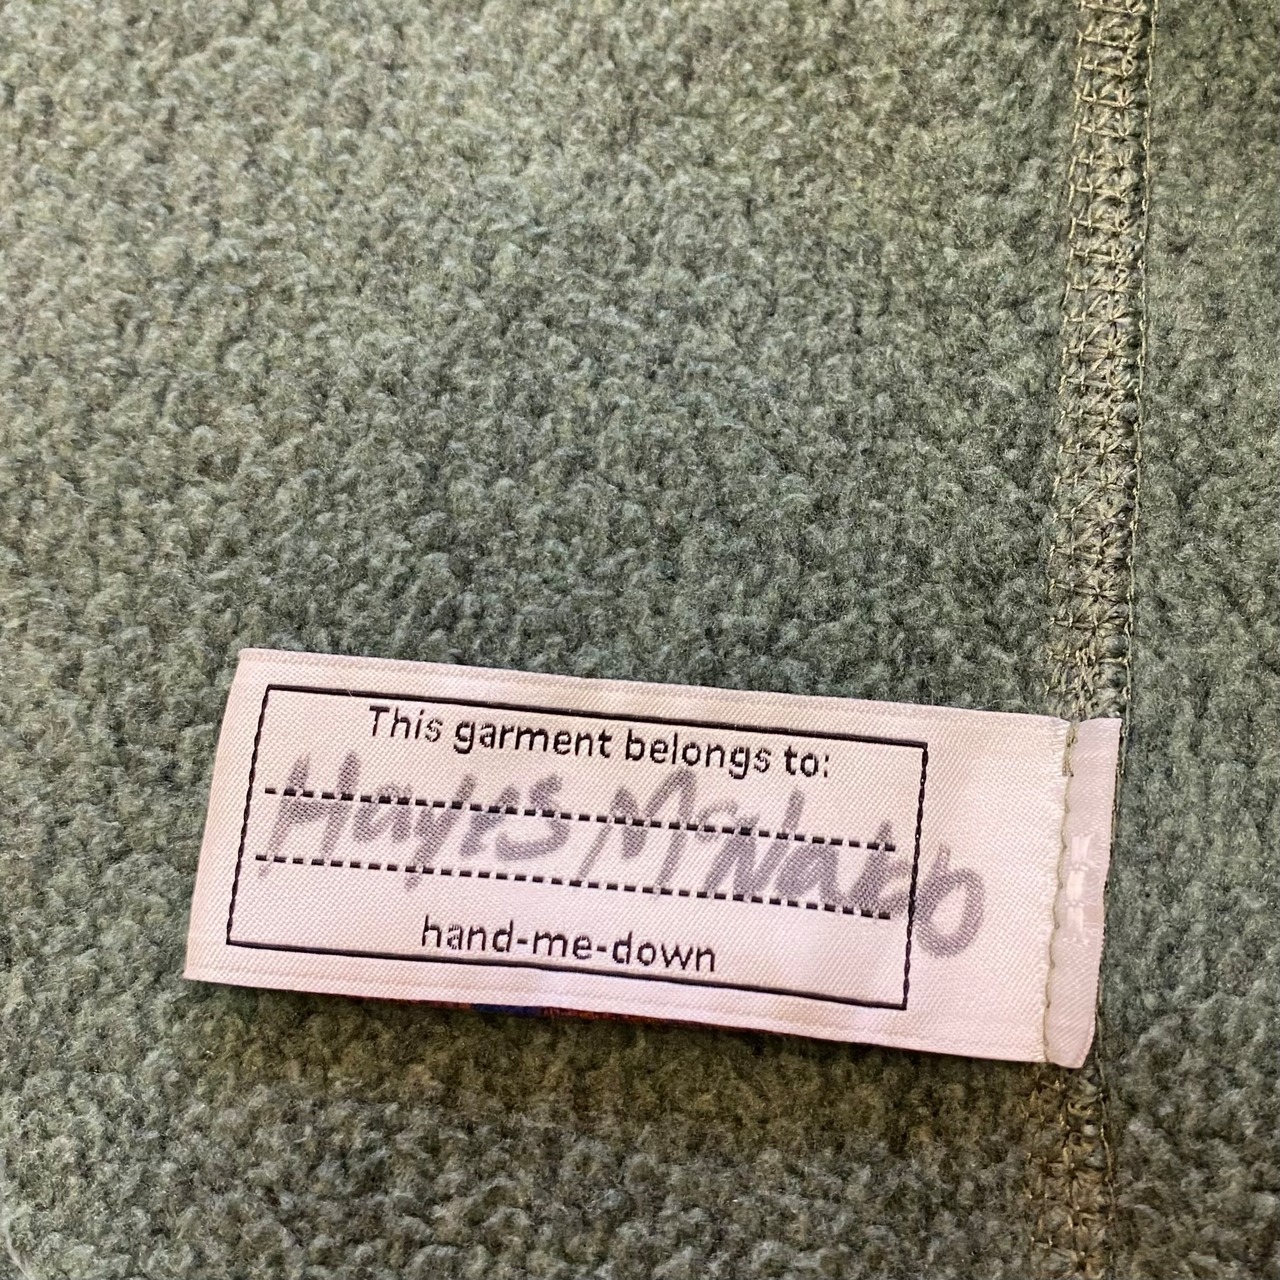 This garment belongs to:
Hayes McNabb
hand-me-down